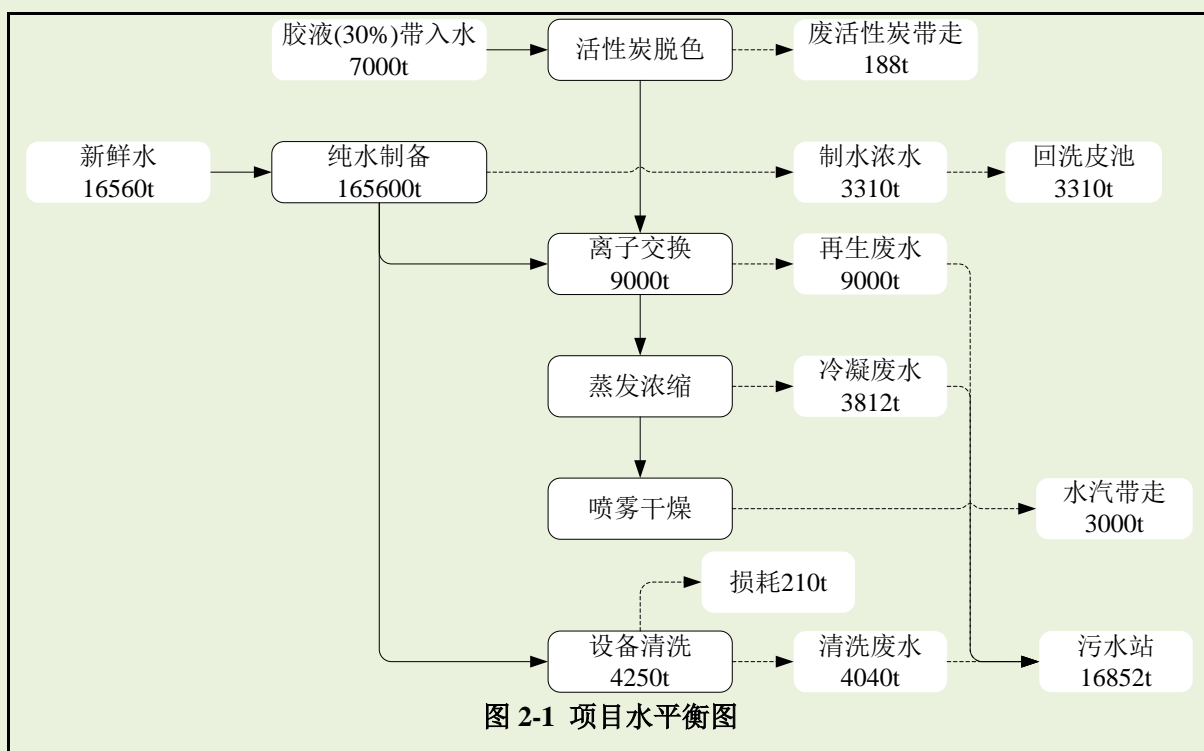 胶液(30%)带入水
7000t
活性炭脱色
废活性炭带走
188t
新鲜水
16560t
纯水制备
165600t
制水浓水
3310t
回洗皮池
3310t
离子交换
9000t
再生废水
9000t
蒸发浓缩
冷凝废水
3812t
喷雾干燥
水汽带走
3000t
损耗210t
设备清洗
4250t
清洗废水
4040t
污水站
16852t
图 2-1 项目水平衡图